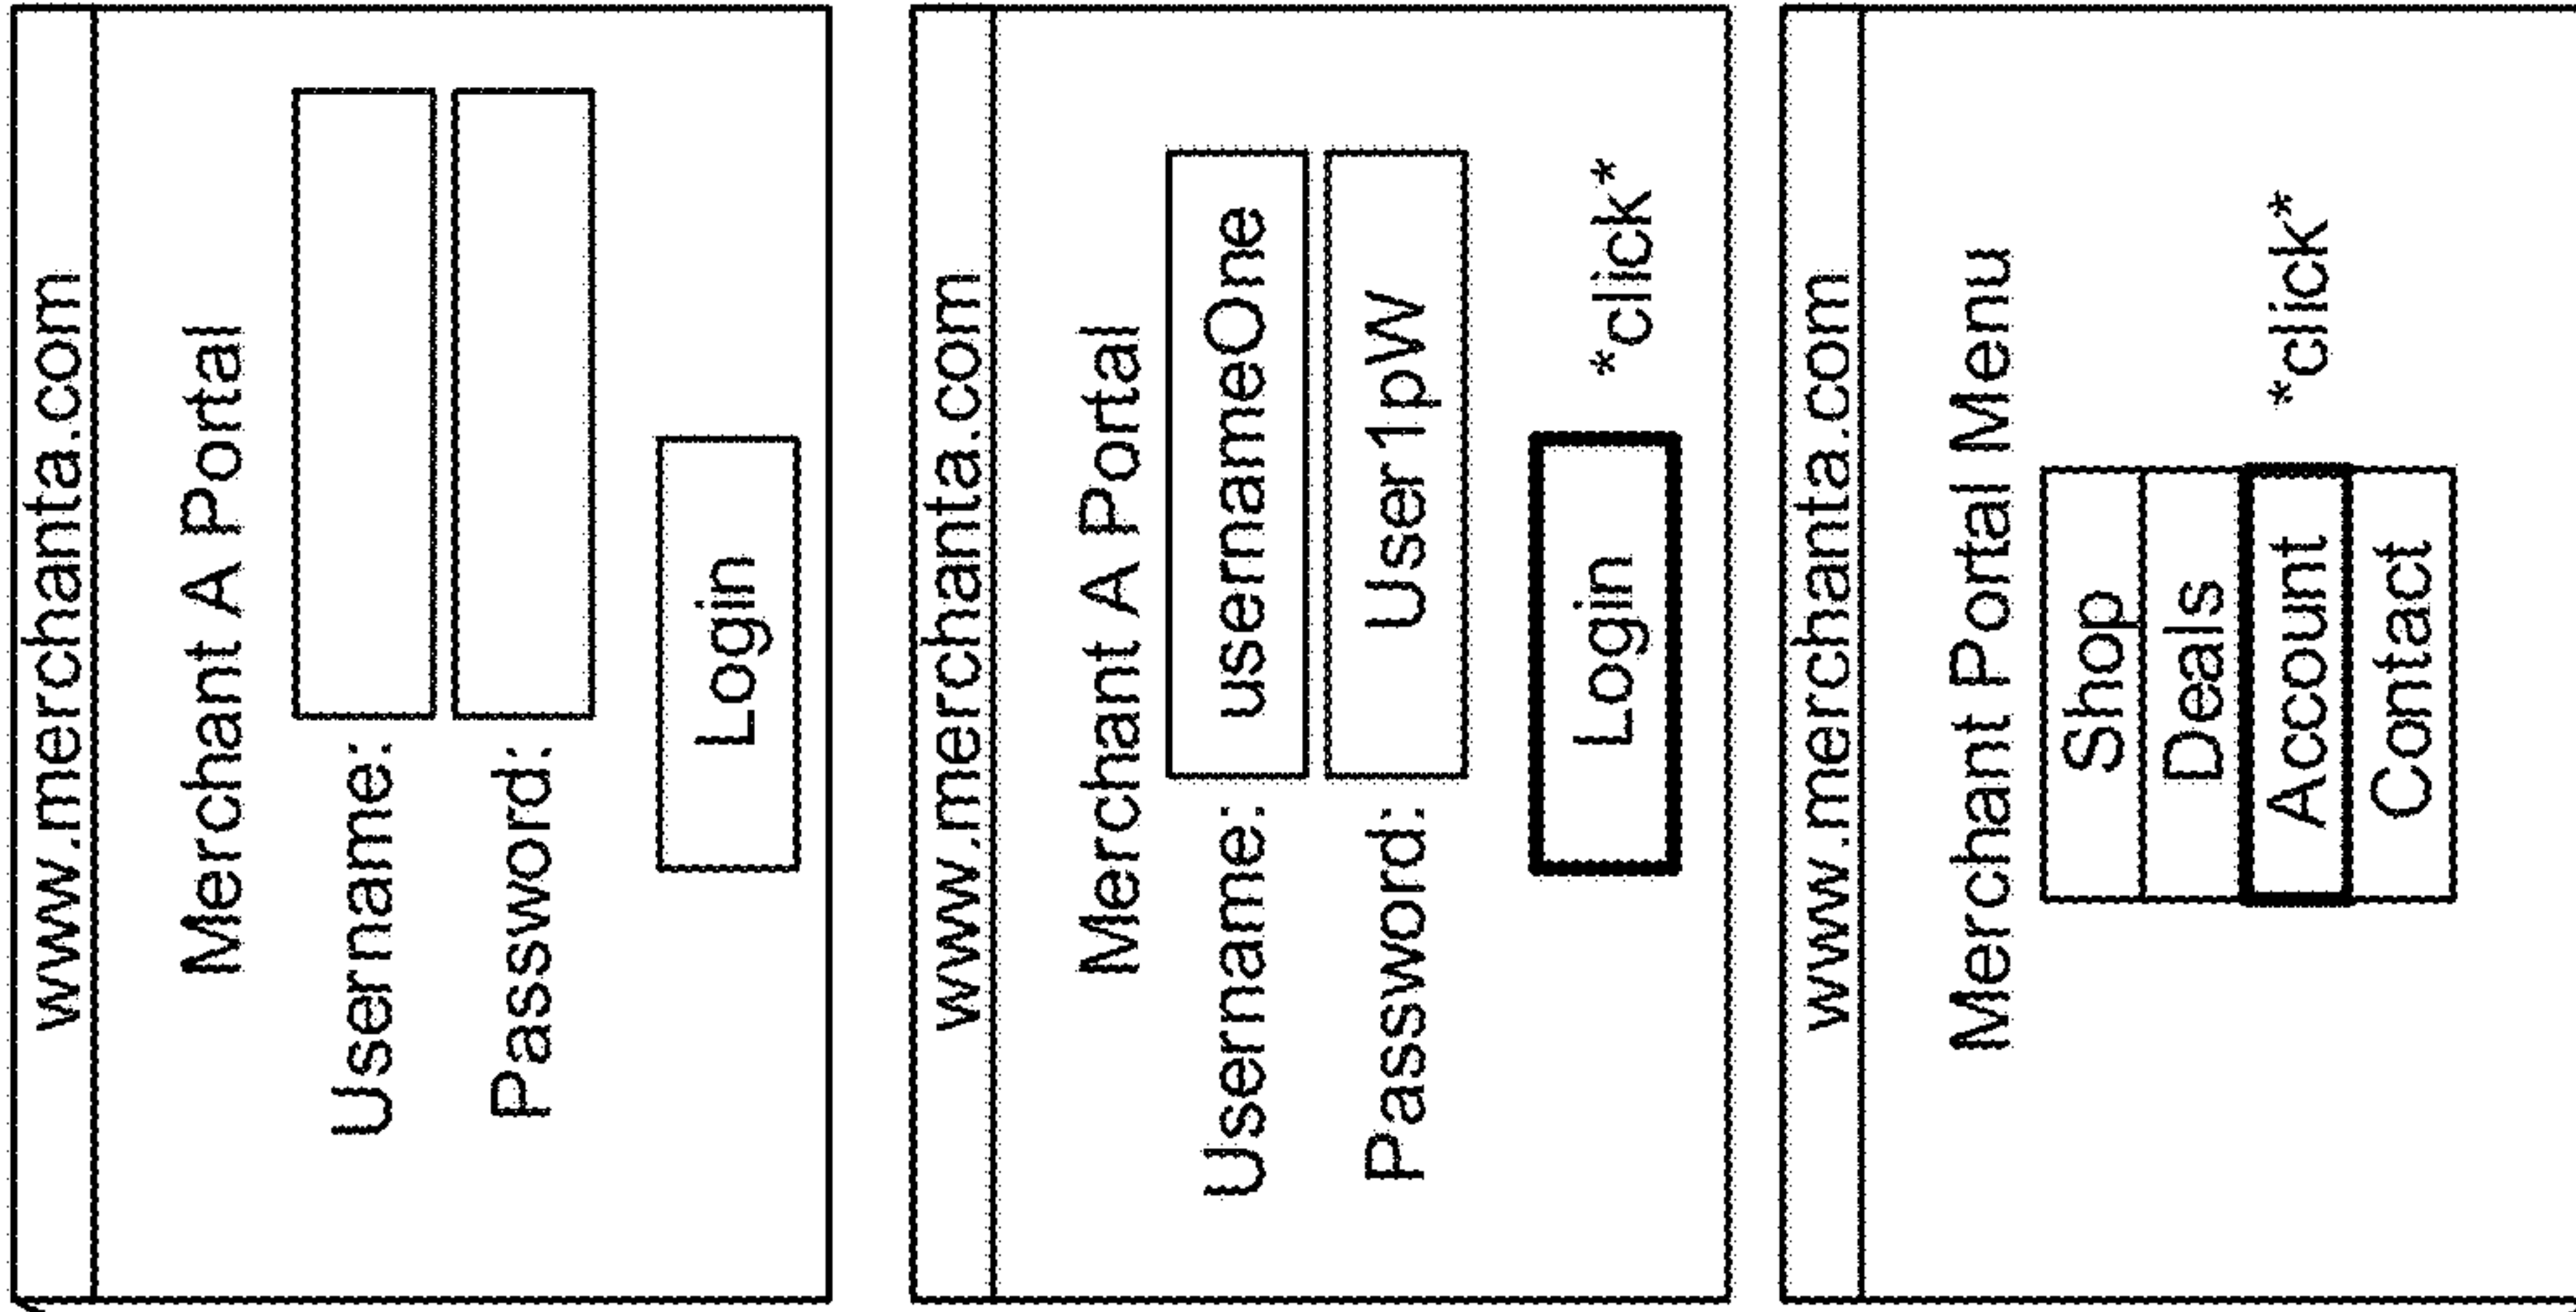 www.merchanta.com
Merchant A Portal
Username:
Password:
Login
www.merchanta.com
Merchant A Portal
Username: usernameOne
Password: User1pW
Login *click*
www.merchanta.com
Merchant Portal Menu
Shop
Deals
Account *click*
Contact